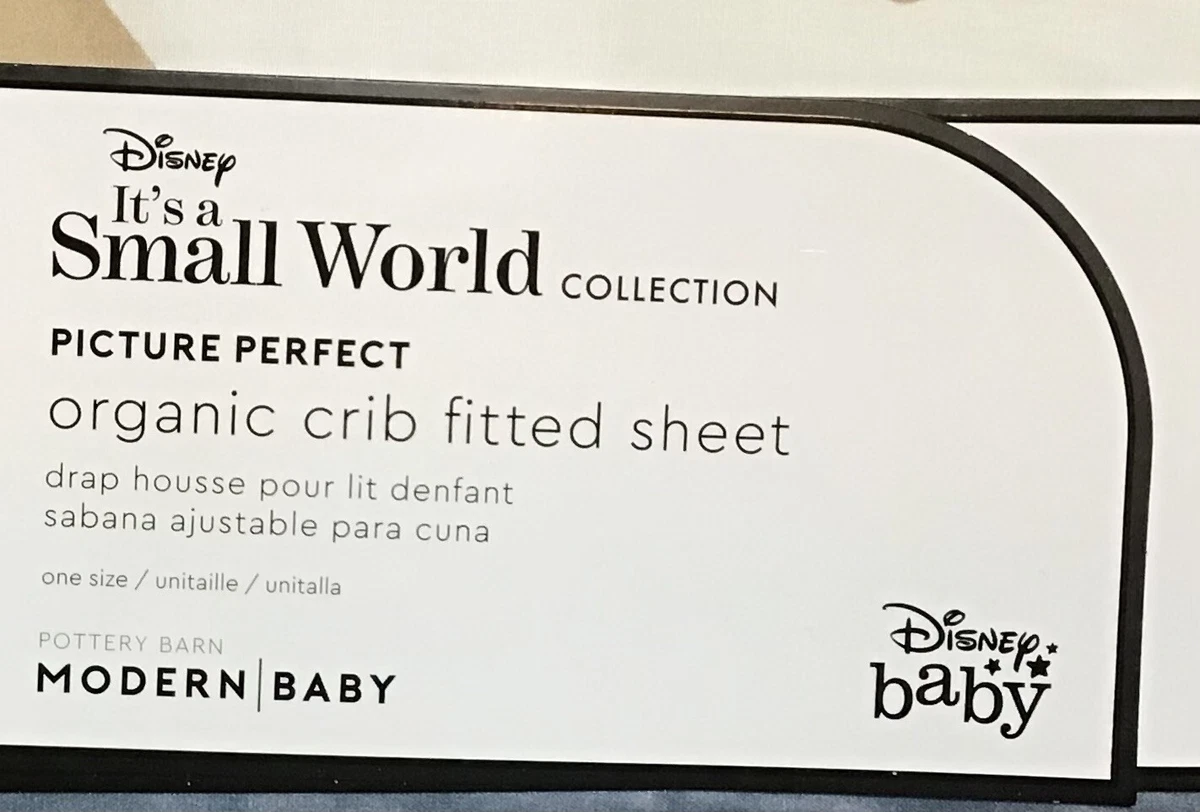 Disney
It's a
Small World COLLECTION
PICTURE PERFECT
organic crib fitted sheet
drap housse pour lit denfant
sabana ajustable para cuna
one size / unitaille / unitalla
POTTERY BARN
MODERN | BABY
Disney
baby